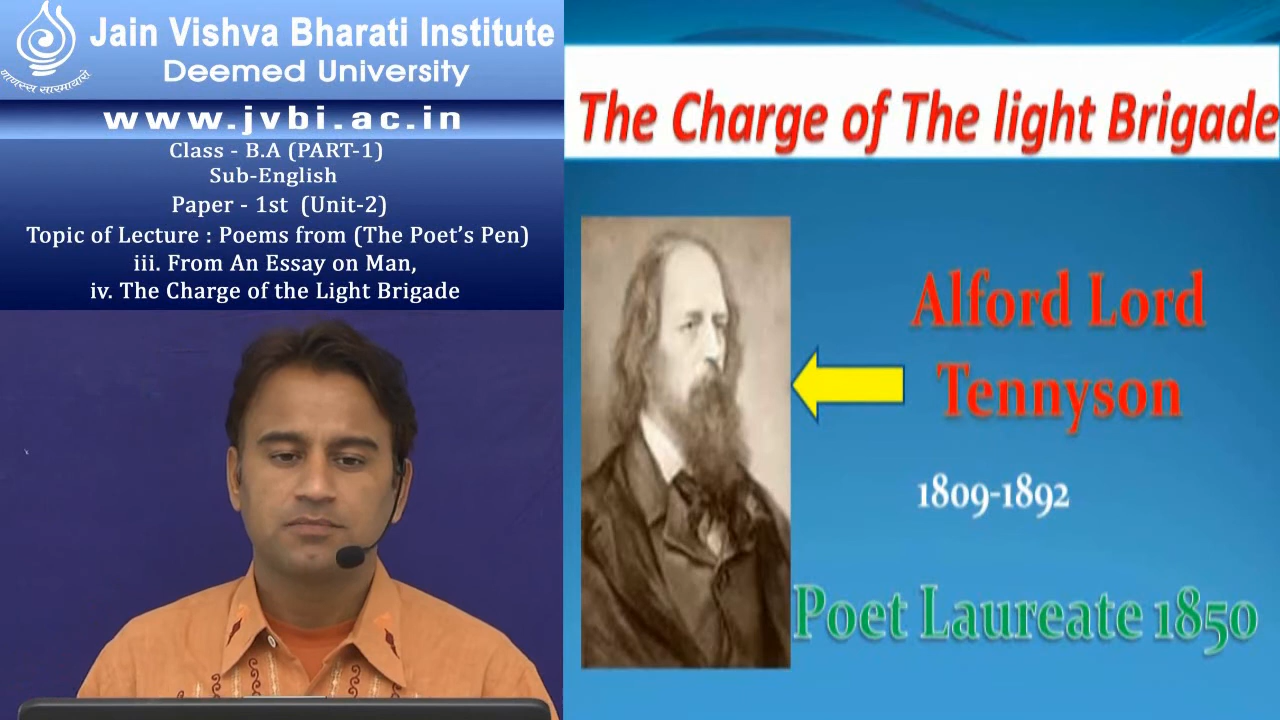 Jain Vishva Bharati Institute
Deemed University
णाणस्स सारमायारो
www.jvbi.ac.in
Class - B.A (PART-1)
Sub-English
Paper - 1st (Unit-2)
Topic of Lecture : Poems from (The Poet’s Pen)
iii. From An Essay on Man,
iv. The Charge of the Light Brigade
The Charge of The light Brigade
Alford Lord
Tennyson
1809-1892
Poet Laureate 1850